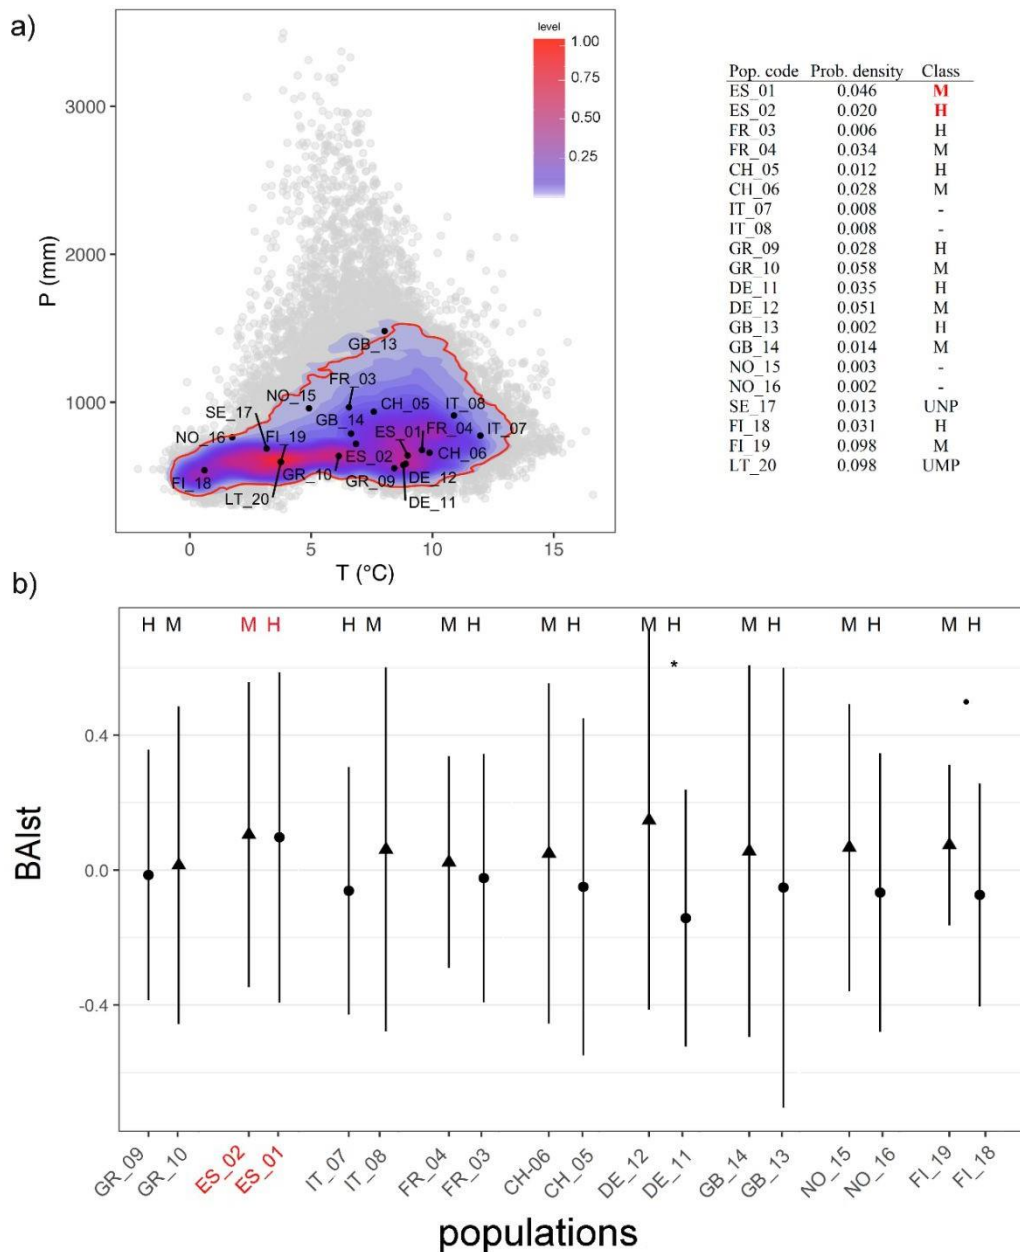 a)
level
1.00
0.75
0.50
0.25
3000
2000
1000
P (mm)
GB_13
FR_03
NO_15
CH_05
IT_08
SE_17
GB_14
ES_01
FR_04
IT_07
NO_16
FI_19
ES_02
CH_06
FI_18
GR_10
GR_09
DE_12
LT_20
DE_11
0 5 10 15
T (°C)
Pop. code Prob. density Class
ES_01 0.046 M
ES_02 0.020 H
FR_03 0.006 H
FR_04 0.034 M
CH_05 0.012 H
CH_06 0.028 M
IT_07 0.008 -
IT_08 0.008 -
GR_09 0.028 H
GR_10 0.058 M
DE_11 0.035 H
DE_12 0.051 M
GB_13 0.002 H
GB_14 0.014 M
NO_15 0.003 -
NO_16 0.002 -
SE_17 0.013 UNP
FI_18 0.031 H
FI_19 0.098 M
LT_20 0.098 UMP
b)
H M M H H M M H M H M H M H M H M H
*
0.4
0.0
-0.4
BAIst
GR_09 GR_10 ES_02 ES_01 IT_07 IT_08 FR_04 FR_03 CH-06 CH_05 DE_12 DE_11 GB_14 GB_13 NO_15 NO_16 FI_19 FI_18
populations